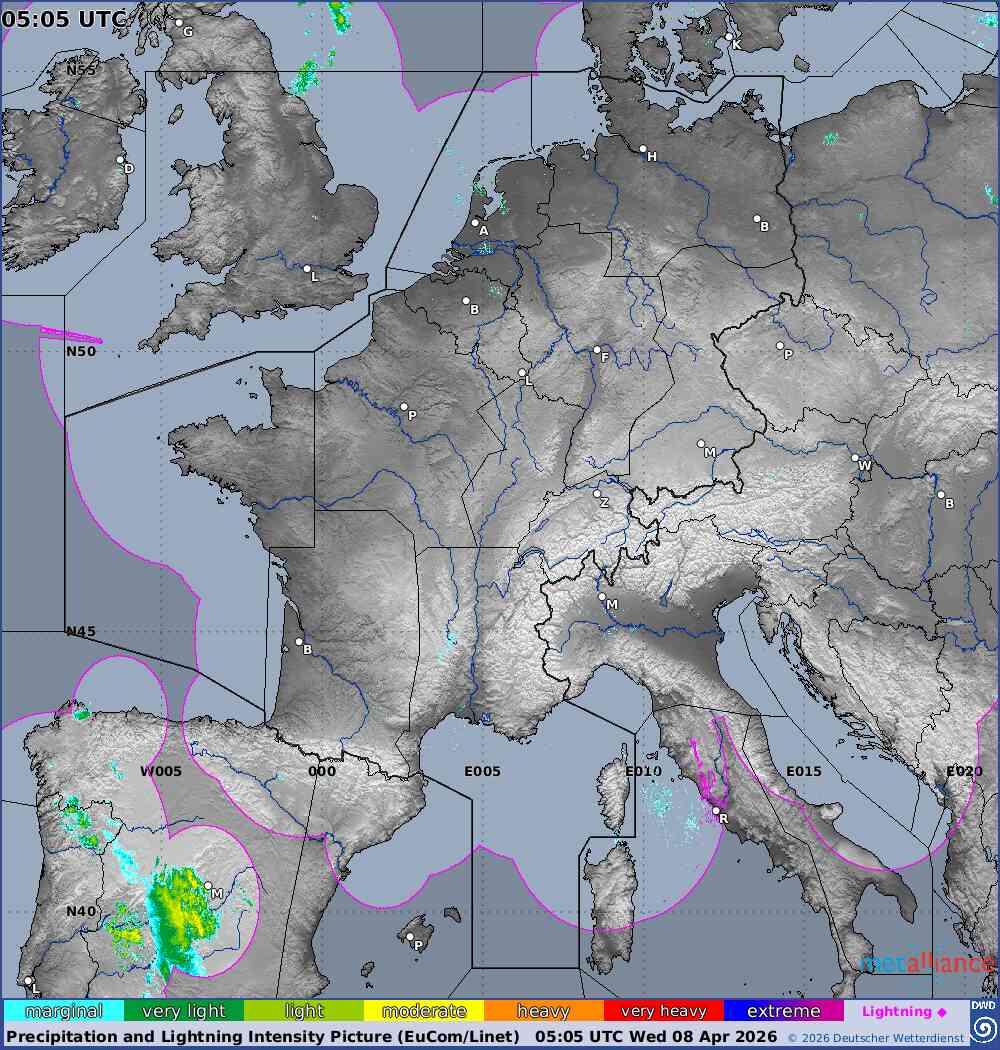 05:05 UTC
G
K
N55
D
H
A
B
L
B
N50
P
F
L
P
M
W
B
Z
M
N45
B
W005
000
E005
E010
E015
E020
R
M
N40
P
L
metalliance
marginal very light light moderate heavy very heavy extreme Lightning ◆
DWD
Precipitation and Lightning Intensity Picture (EuCom/Linet) 05:05 UTC Wed 08 Apr 2026 © 2026 Deutscher Wetterdienst